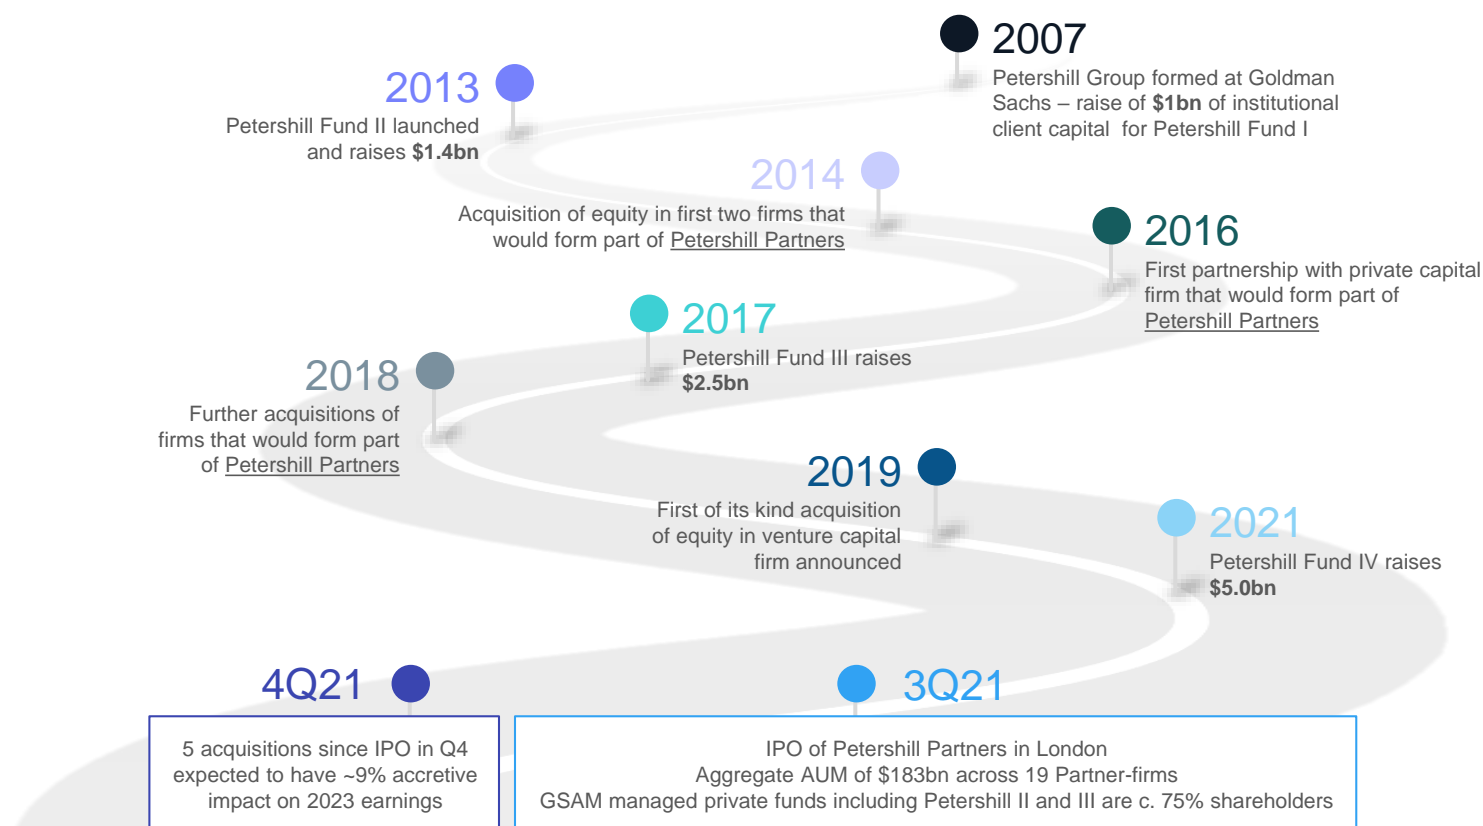 2007
Petershill Group formed at Goldman
Sachs – raise of $1bn of institutional
client capital for Petershill Fund I
2013
Petershill Fund II launched
and raises $1.4bn
2014
Acquisition of equity in first two firms that
would form part of Petershill Partners
2016
First partnership with private capital
firm that would form part of
Petershill Partners
2017
Petershill Fund III raises
$2.5bn
2018
Further acquisitions of
firms that would form part
of Petershill Partners
2019
First of its kind acquisition
of equity in venture capital
firm announced
2021
Petershill Fund IV raises
$5.0bn
3Q21
IPO of Petershill Partners in London
Aggregate AUM of $183bn across 19 Partner-firms
GSAM managed private funds including Petershill II and III are c. 75% shareholders
4Q21
5 acquisitions since IPO in Q4
expected to have ~9% accretive
impact on 2023 earnings